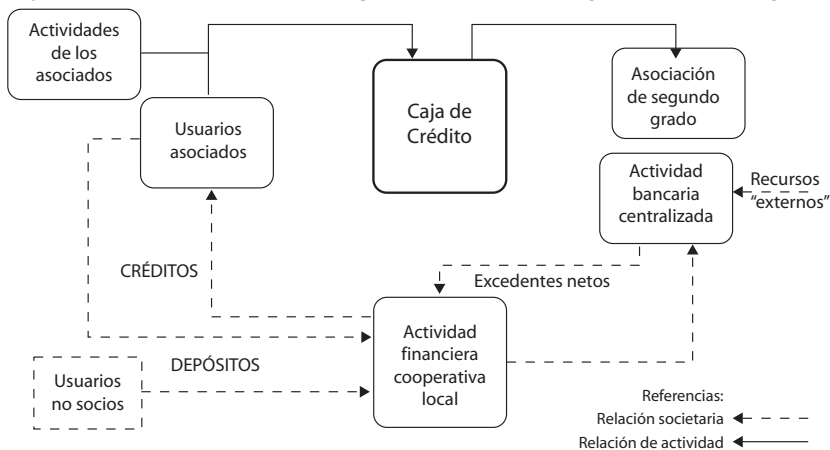 Actividades
de los
asociados
Usuarios
asociados
Caja de
Crédito
Asociación
de segundo
grado
Actividad
bancaria
centralizada
Recursos
“externos”
CRÉDITOS
Excedentes netos
DEPÓSITOS
Actividad
financiera
cooperativa
local
Usuarios
no socios
Referencias:
Relación societaria
Relación de actividad